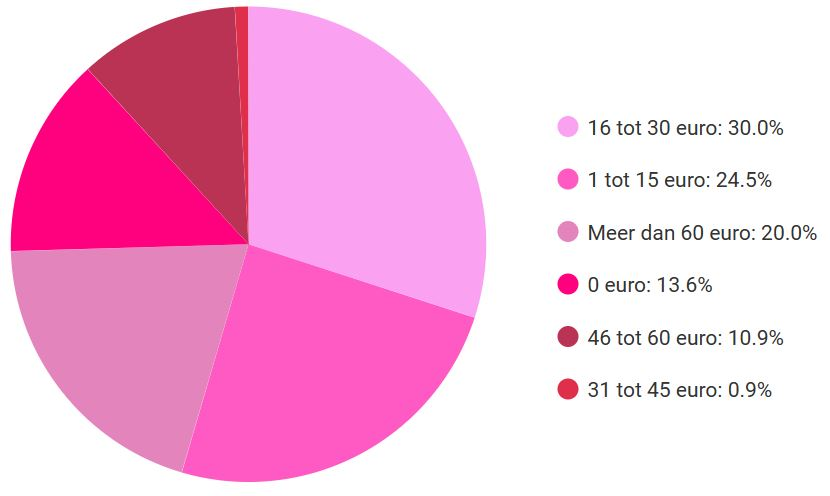 16 tot 30 euro: 30.0%
1 tot 15 euro: 24.5%
Meer dan 60 euro: 20.0%
0 euro: 13.6%
46 tot 60 euro: 10.9%
31 tot 45 euro: 0.9%